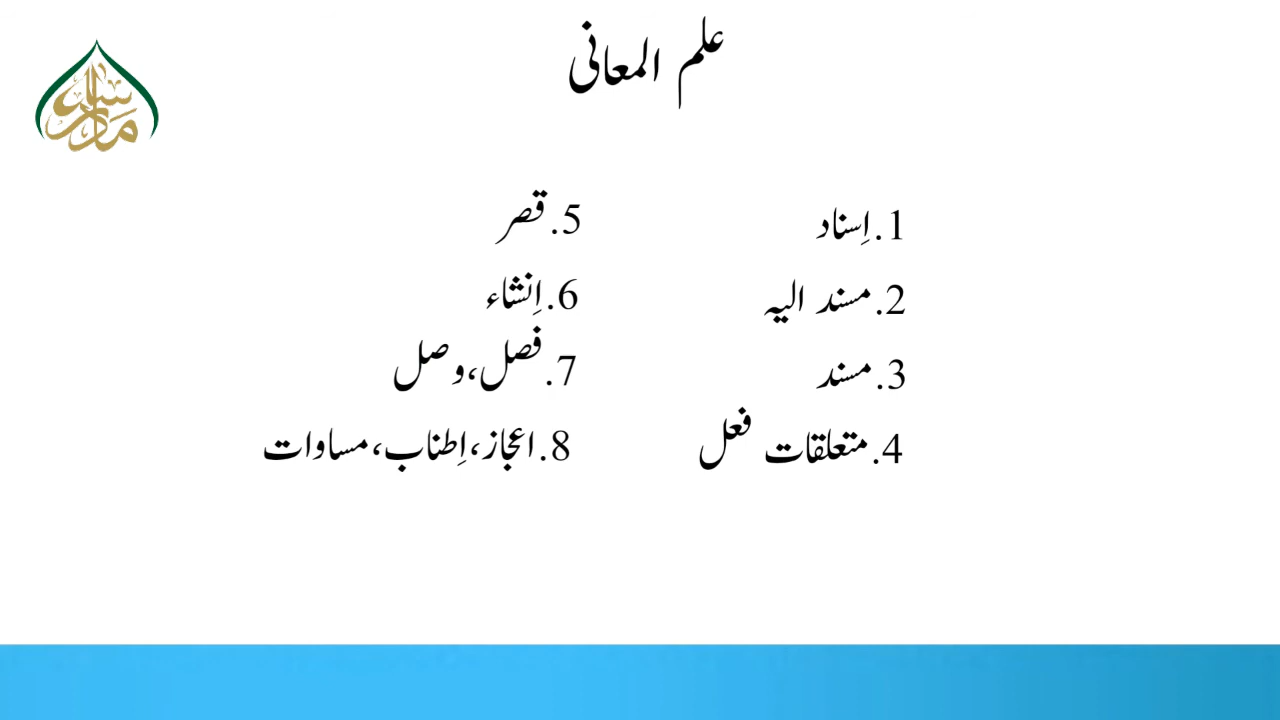 علم المعانی
1. اِسناد
2. مسند الیہ
3. مسند
4. متعلقات فعل
5. قصر
6. اِنشاء
7. فصل، وصل
8. اعجاز، اِطناب، مساوات